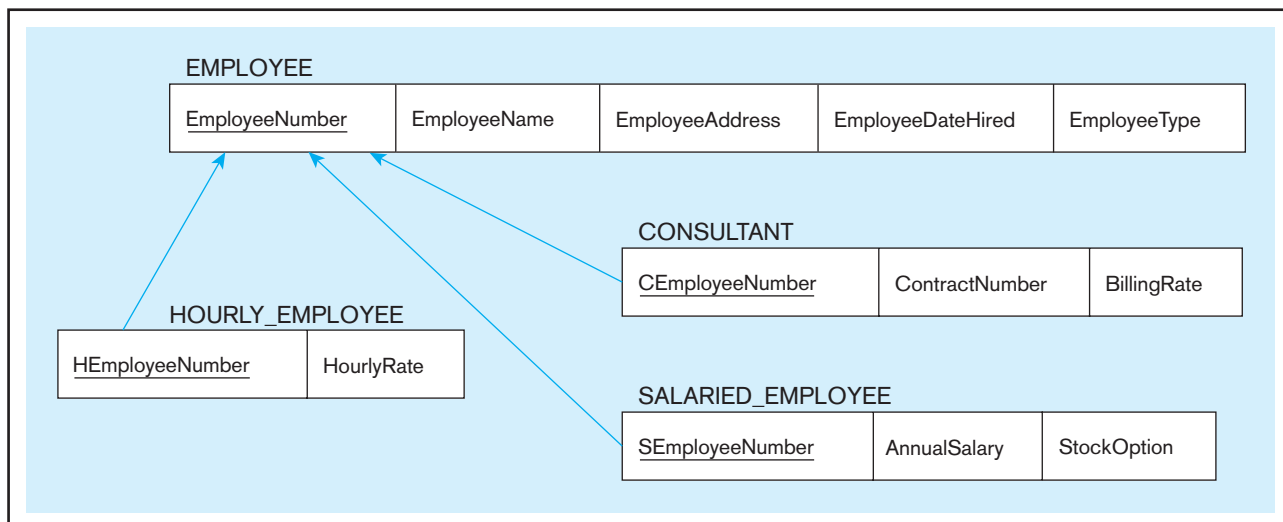 EMPLOYEE
EmployeeNumber EmployeeName EmployeeAddress EmployeeDateHired EmployeeType
CONSULTANT
CEmployeeNumber ContractNumber BillingRate
HOURLY_EMPLOYEE
HEmployeeNumber HourlyRate
SALARIED_EMPLOYEE
SEmployeeNumber AnnualSalary StockOption